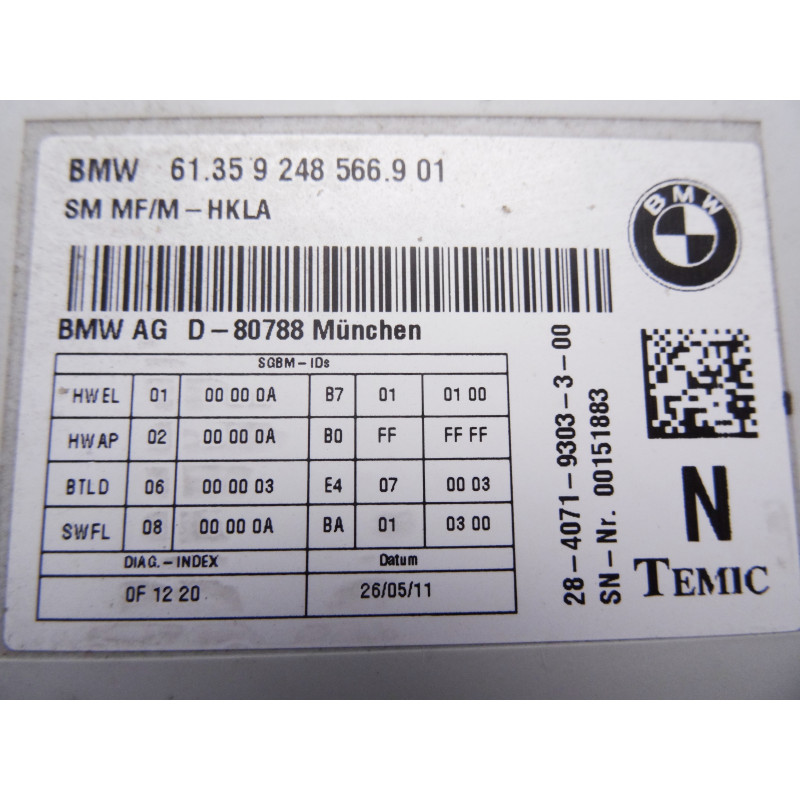 BMW 61.35 9 248 566.9 01
SM MF/M – HKLA
BMW
BMW AG D – 80788 München
SGBM – IDs
HWEL 01 00 00 0A B7 01 01 00
HWAP 02 00 00 0A B0 FF FF FF
BTLD 06 00 00 03 E4 07 00 03
SWFL 08 00 00 0A BA 01 03 00
DIAG. – INDEX Datum
0F 12 20 26/05/11
28 – 4071 – 9303 – 3 – 00
SN – Nr. 00151883
N
TEMIC